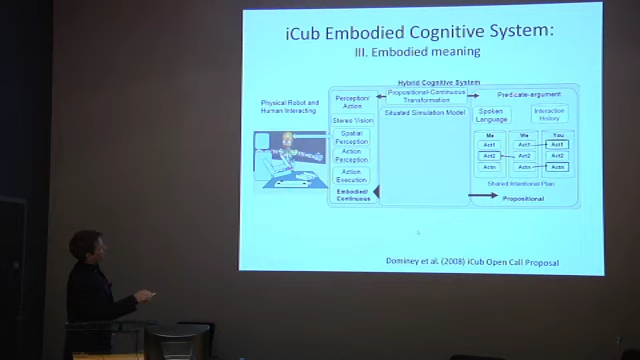 iCub Embodied Cognitive System:
III. Embodied meaning
Hybrid Cognitive System
Physical Robot and
Human Interacting
Perception/
Action
Stereo Vision
Spatial
Perception
Action
Perception
Action
Execution
Embodied/
Continuous
Propositional-Continuous
Transformation
Situated Simulation Model
Predicate-argument
Spoken
Language
Interaction
History
Me We You
Act1 Act1 Act1
Act2 Act2 Act2
Actn Actn Actn
Shared Intentional Plan
Propositional
Dominey et al. (2008) iCub Open Call Proposal